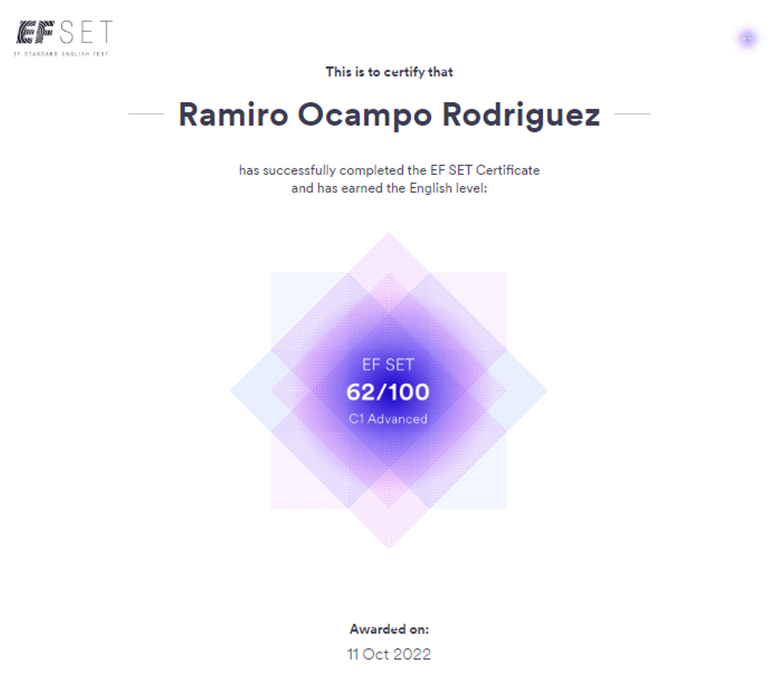 EF SET
EF STANDARD ENGLISH TEST
This is to certify that
Ramiro Ocampo Rodriguez
has successfully completed the EF SET Certificate
and has earned the English level:
EF SET
62/100
C1 Advanced
Awarded on:
11 Oct 2022